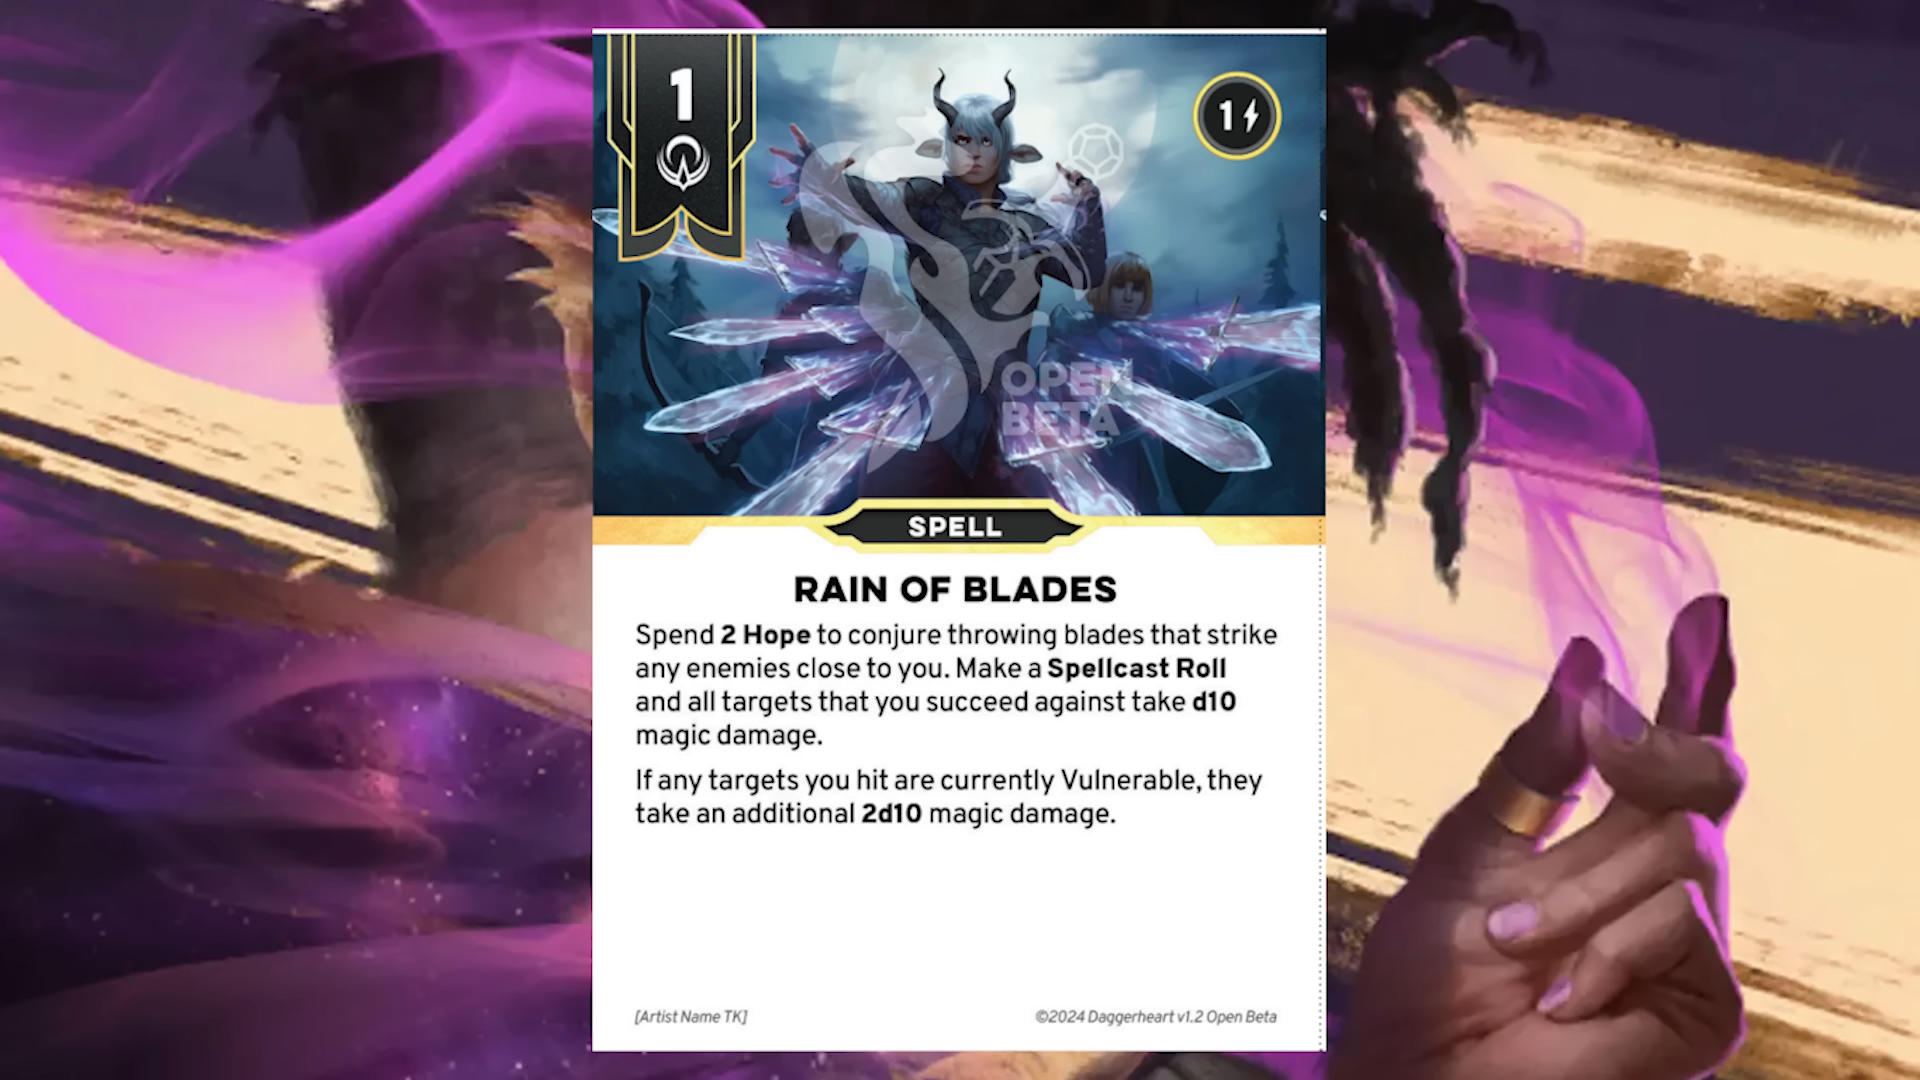 1
1
OPEN
BETA
SPELL
RAIN OF BLADES
Spend 2 Hope to conjure throwing blades that strike
any enemies close to you. Make a Spellcast Roll
and all targets that you succeed against take d10
magic damage.
If any targets you hit are currently Vulnerable, they
take an additional 2d10 magic damage.
[Artist Name TK]
©2024 Daggerheart v1.2 Open Beta